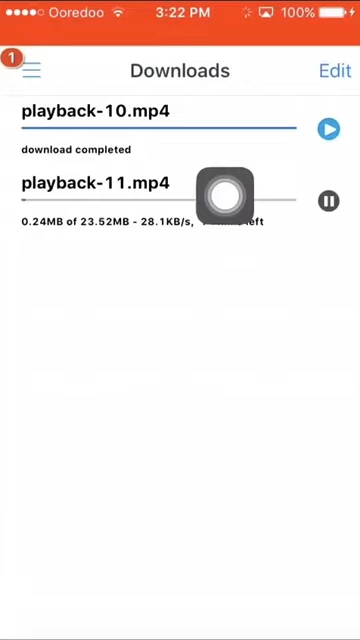 Ooredoo 3:22 PM 100%
1
Downloads Edit
playback-10.mp4
download completed
playback-11.mp4
0.24MB of 23.52MB - 28.1KB/s, left